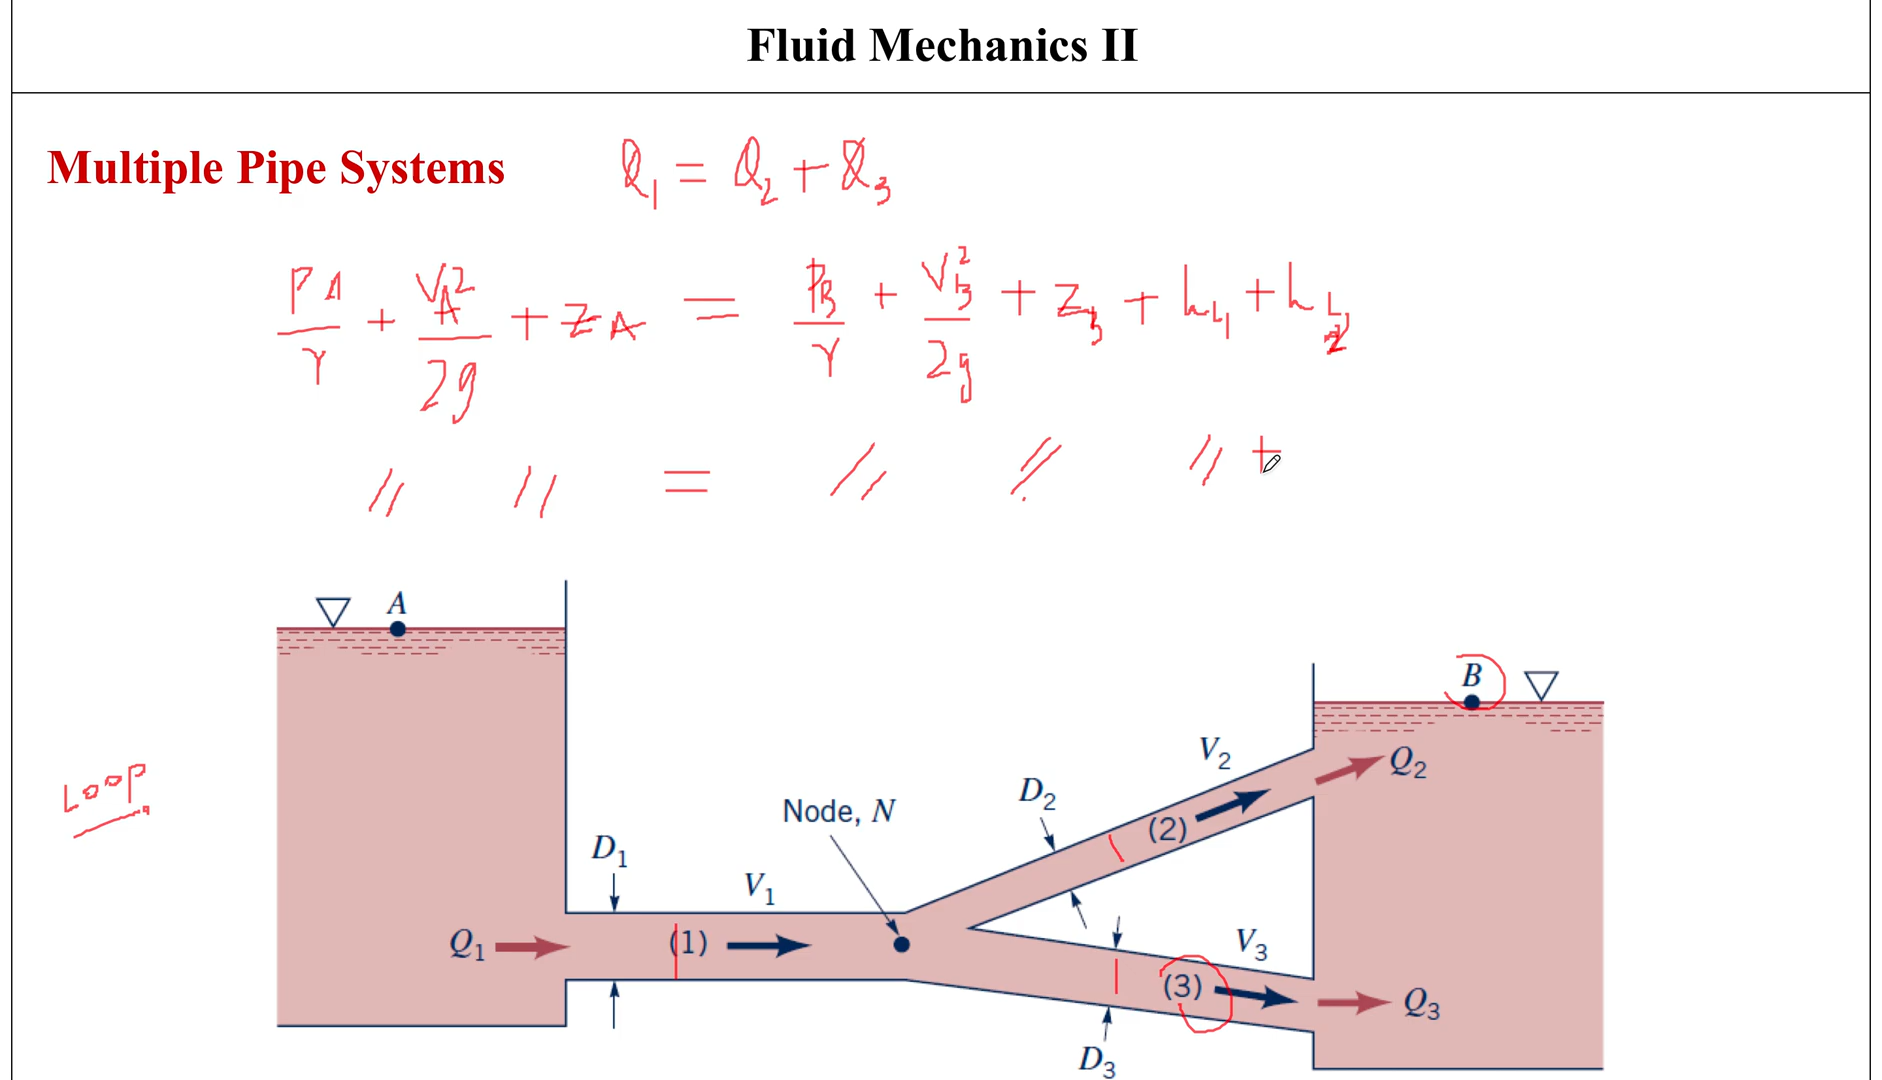 Fluid Mechanics II
Multiple Pipe Systems
Q₁ = Q₂ + Q₃
PA/γ + VA²/2g + ZA = PB/γ + VB²/2g + ZB + hL1 + hL2
〃 〃 = 〃 〃 〃 +
A
B
V₂
Q₂
LOOP
D₂
Node, N
(2)
D₁
V₁
V₃
Q₁
(1)
(3)
Q₃
D₃